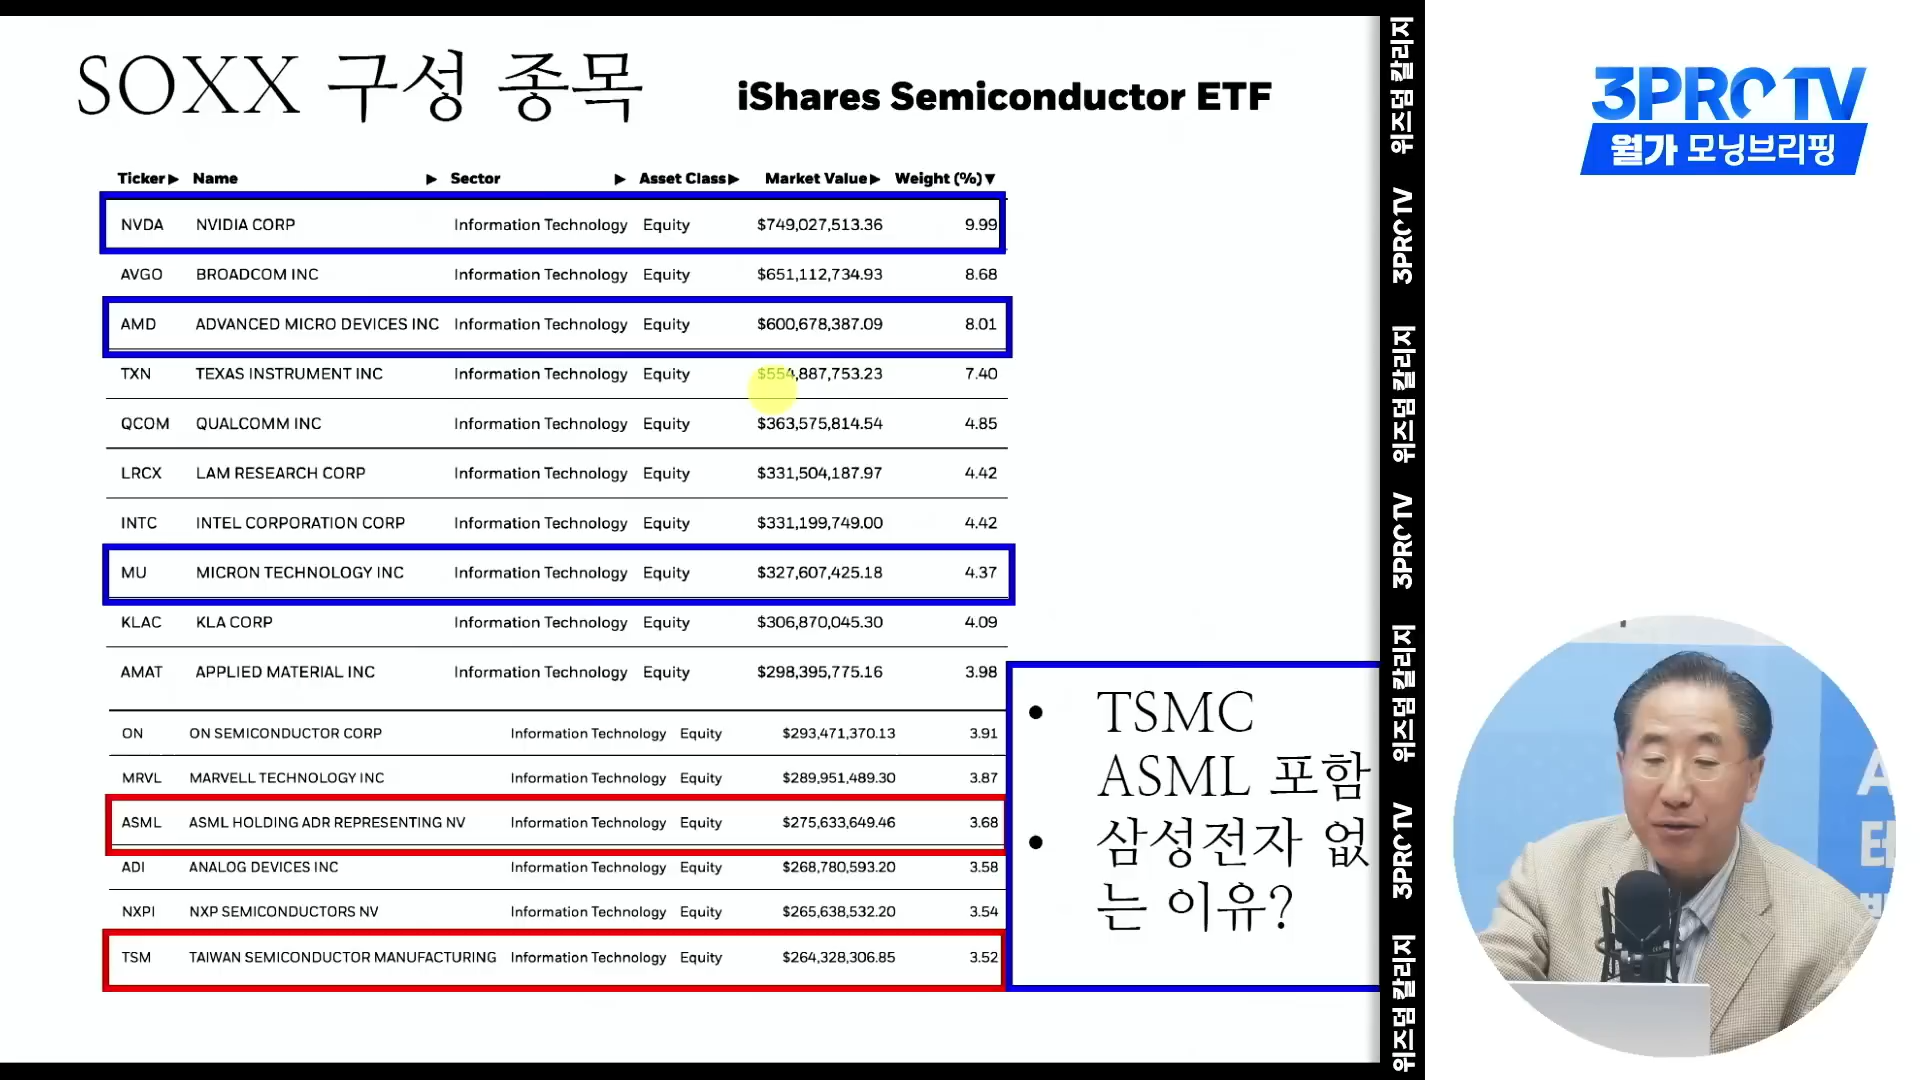 SOXX 구성 종목
iShares Semiconductor ETF
Ticker▶ Name ▶ Sector ▶ Asset Class▶ Market Value▶ Weight (%)▼
NVDA NVIDIA CORP Information Technology Equity $749,027,513.36 9.99
AVGO BROADCOM INC Information Technology Equity $651,112,734.93 8.68
AMD ADVANCED MICRO DEVICES INC Information Technology Equity $600,678,387.09 8.01
TXN TEXAS INSTRUMENT INC Information Technology Equity $554,887,753.23 7.40
QCOM QUALCOMM INC Information Technology Equity $363,575,814.54 4.85
LRCX LAM RESEARCH CORP Information Technology Equity $331,504,187.97 4.42
INTC INTEL CORPORATION CORP Information Technology Equity $331,199,749.00 4.42
MU MICRON TECHNOLOGY INC Information Technology Equity $327,607,425.18 4.37
KLAC KLA CORP Information Technology Equity $306,870,045.30 4.09
AMAT APPLIED MATERIAL INC Information Technology Equity $298,395,775.16 3.98
ON ON SEMICONDUCTOR CORP Information Technology Equity $293,471,370.13 3.91
MRVL MARVELL TECHNOLOGY INC Information Technology Equity $289,951,489.30 3.87
ASML ASML HOLDING ADR REPRESENTING NV Information Technology Equity $275,633,649.46 3.68
ADI ANALOG DEVICES INC Information Technology Equity $268,780,593.20 3.58
NXPI NXP SEMICONDUCTORS NV Information Technology Equity $265,638,532.20 3.54
TSM TAIWAN SEMICONDUCTOR MANUFACTURING Information Technology Equity $264,328,306.85 3.52
• TSMC
ASML 포함
• 삼성전자 없
는 이유?
위즈덤 칼리지
3PROTV
위즈덤 칼리지
3PROTV
위즈덤 칼리지
3PROTV
위즈덤 칼리지
3PROTV
월가 모닝브리핑